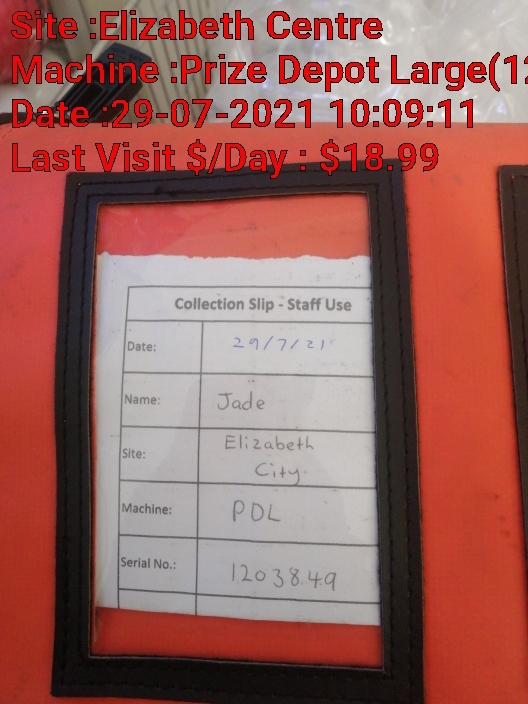 Site :Elizabeth Centre
Machine :Prize Depot Large(12
Date :29-07-2021 10:09:11
Last Visit $/Day : $18.99
Collection Slip - Staff Use
Date: 29/7/21
Name: Jade
Site: Elizabeth
City.
Machine: PDL
Serial No.: 1203849